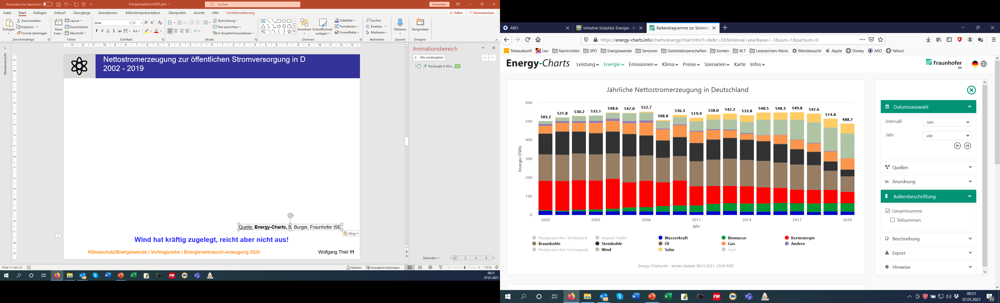 Automatisches Speichern
Energieergebnisse2020.pptx
Suchen
Anmelden
Datei Start Einfügen Entwurf Übergänge Animationen Bildschirmpräsentation Überprüfen Ansicht Hilfe Formformatierung
Teilen Kommentare
Einfügen
Ausschneiden
Kopieren
Format übertragen
Zwischenablage
Neue
Folie
Layout
Zurücksetzen
Abschnitt
Folien
Arial 12
F K U S ab AV Aa
Schriftart
Textrichtung
Text ausrichten
In SmartArt konvertieren
Absatz
Anordnen
Schnellformat-
vorlagen
Fülleffekt
Formkontur
Formeffekte
Zeichnen
Suchen
Ersetzen
Markieren
Bearbeiten
Diktieren
Sprache
Designideen
Designer
Miniaturansicht
Nettostromerzeugung zur öffentlichen Stromversorgung in D
2002 - 2019
Quelle: Energy-Charts, B. Burger, Fraunhofer ISE
(Strg)
1
Wind hat kräftig zugelegt, reicht aber nicht aus!
Klimaschutz/Energiewende | Vortragsreihe | Energieverbrauch/-erzeugung 2020
Wolfgang Thiel 11
Animationsbereich
Alle wiedergeben
1 Rectangle 4: Win...
Sekunden 0 2 4 6
Folie 11 von 22
Notizen Anzeigeeinstellungen
110 %
00:21
07.01.2021
ARD
Initiative Südpfalz-Energie - En
Balkendiagramme zur Stromerz
https://energy-charts.info/charts/energy/chart.htm?l=de&c=DE&interval=year&year=-1&sum=1&partsum=0
Teleauskunft Leo Nachrichten SPD Energiewende Senioren Gebietskörperschaften Konten W.T Lesezeichen-Menü Meistbesucht Apple Disney ARD Yahoo!
Energy-Charts
Leistung Energie Emissionen Klima Preise Szenarien Karte Infos
Fraunhofer
ISE
Jährliche Nettostromerzeugung in Deutschland
Energie (TWh)
600
500
400
300
200
100
0
503.2 521.8 530.2 533.1 548.6 547.0 552.7 508.8 536.3 519.9 538.0 542.2 533.8 548.5 548.3 549.8 542.6 514.8 488.7
2002 2005 2008 2011 2014 2017 2020
Jahr
Pumpspeicher Verbrauch Import Saldo Wasserkraft Biomasse Kernenergie
Braunkohle Steinkohle Öl Gas Andere
Pumpspeicher Erzeugung Wind Solar Last
Energy-Charts.info - letztes Update: 06.01.2021, 23:30 MEZ
Datumsauswahl
Intervall Jahr
Jahr alle
Quellen
Anordnung
Balkenbeschriftung
Gesamtsumme
Teilsummen
Beschreibung
Export
Hinweise
00:21
07.01.2021
22